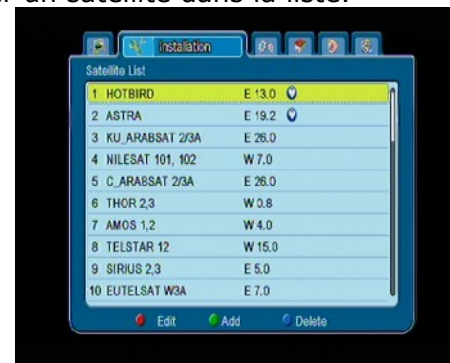 un satellite dans la liste.
Installation
Satellite List
1 HOTBIRD E 13.0
2 ASTRA E 19.2
3 KU_ARABSAT 2/3A E 26.0
4 NILESAT 101, 102 W 7.0
5 C_ARABSAT 2/3A E 26.0
6 THOR 2,3 W 0.8
7 AMOS 1,2 W 4.0
8 TELSTAR 12 W 15.0
9 SIRIUS 2,3 E 5.0
10 EUTELSAT W3A E 7.0
Edit Add Delete